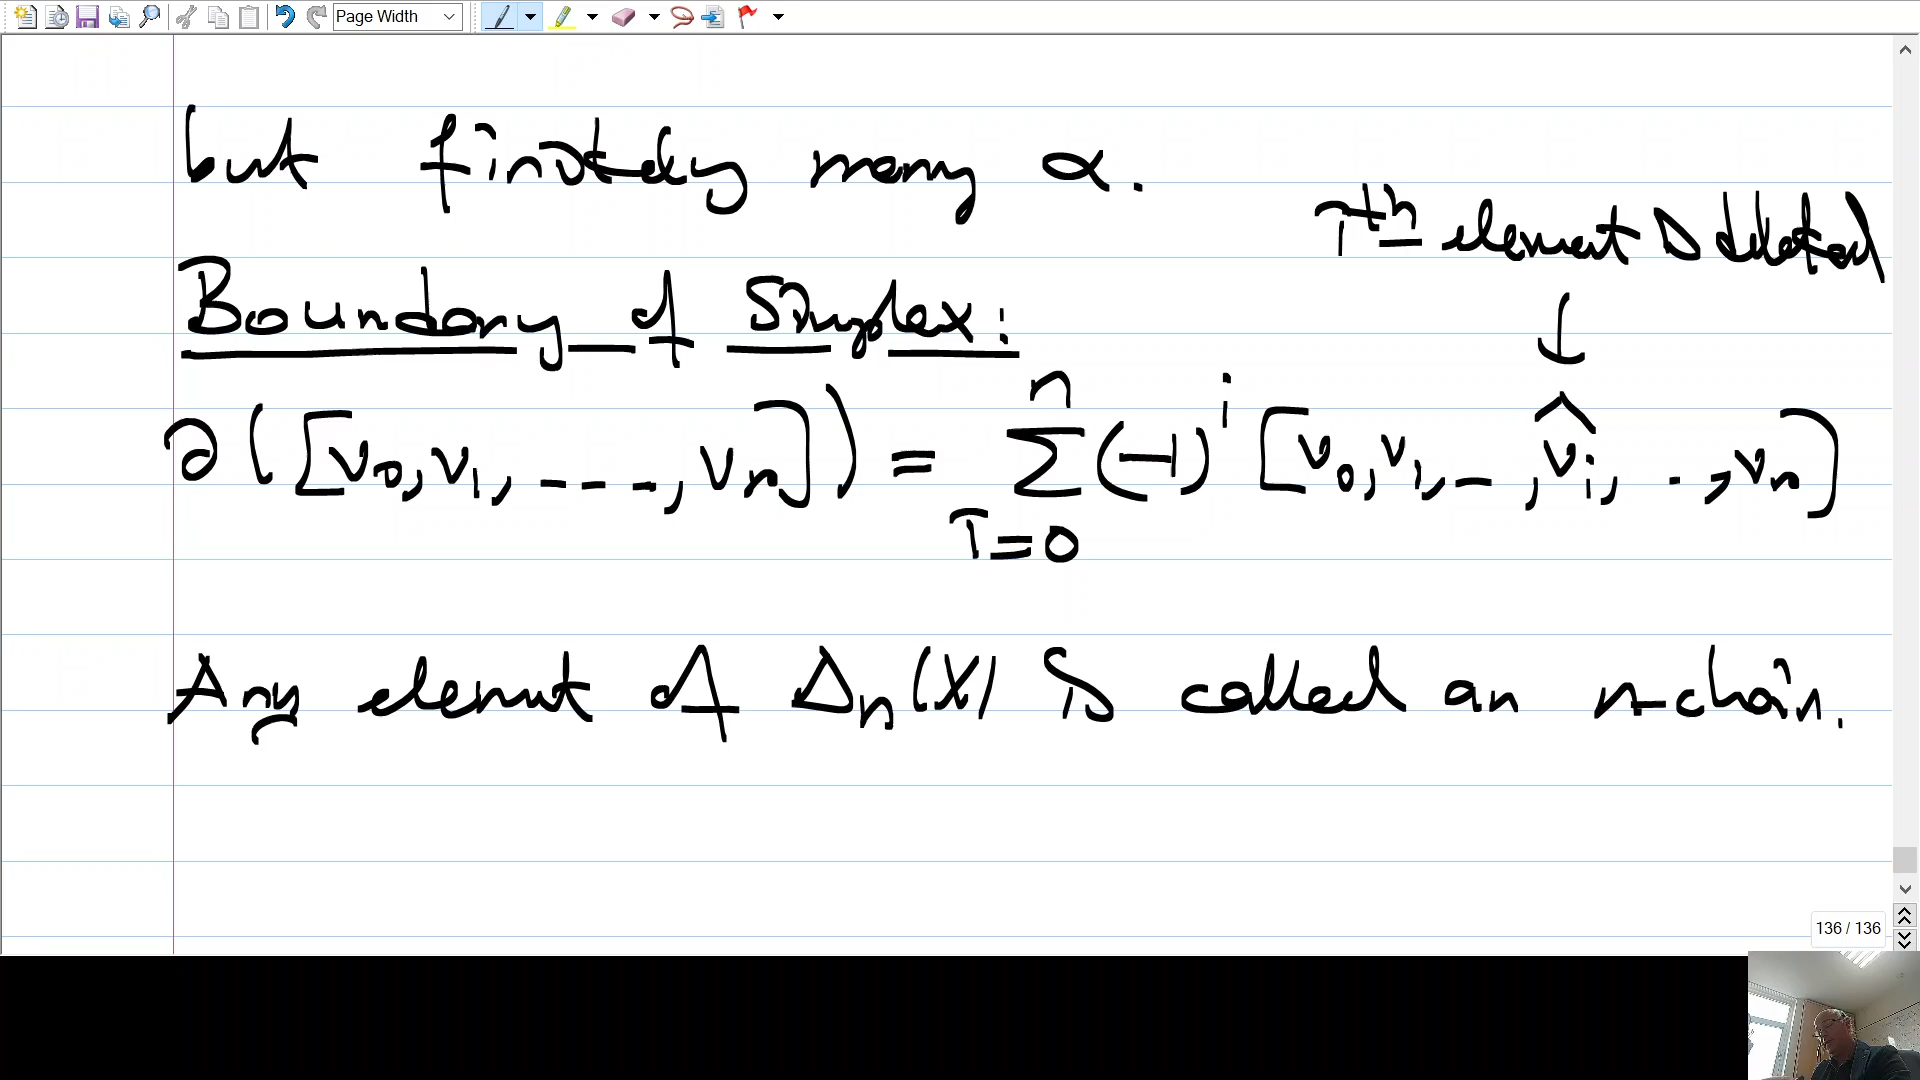 Page Width
but finitely many α.
ith element is deleted
↓
Boundary of Simplex:
∂([v₀,v₁,----,vₙ]) = ∑ⁿᵢ₌₀ (-1)ⁱ [v₀,v₁,-,v̂ᵢ,..,vₙ]
Any element of Δₙ(X) is called an n-chain.
136 / 136